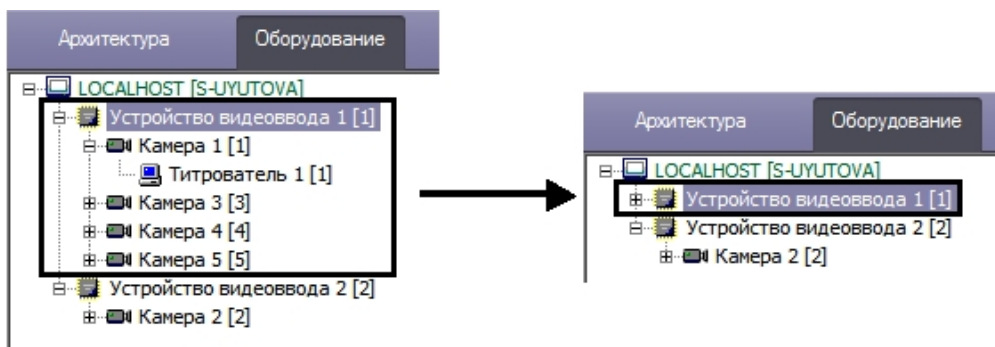 Архитектура Оборудование
LOCALHOST [S-UYUTOVA]
Устройство видеоввода 1 [1]
Камера 1 [1]
Титрователь 1 [1]
Камера 3 [3]
Камера 4 [4]
Камера 5 [5]
Устройство видеоввода 2 [2]
Камера 2 [2]
Архитектура Оборудование
LOCALHOST [S-UYUTOVA]
Устройство видеоввода 1 [1]
Устройство видеоввода 2 [2]
Камера 2 [2]